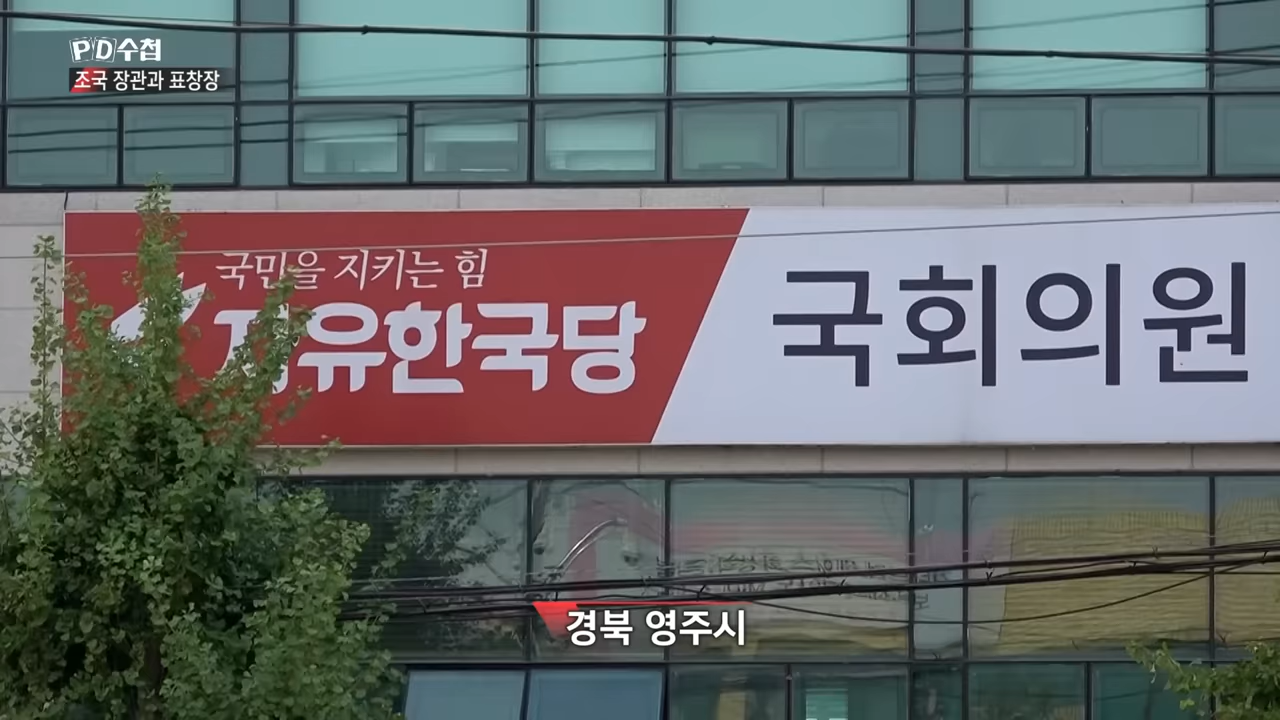 PD수첩
조국 장관과 표창장
국민을 지키는 힘
자유한국당
국회의원
경북 영주시